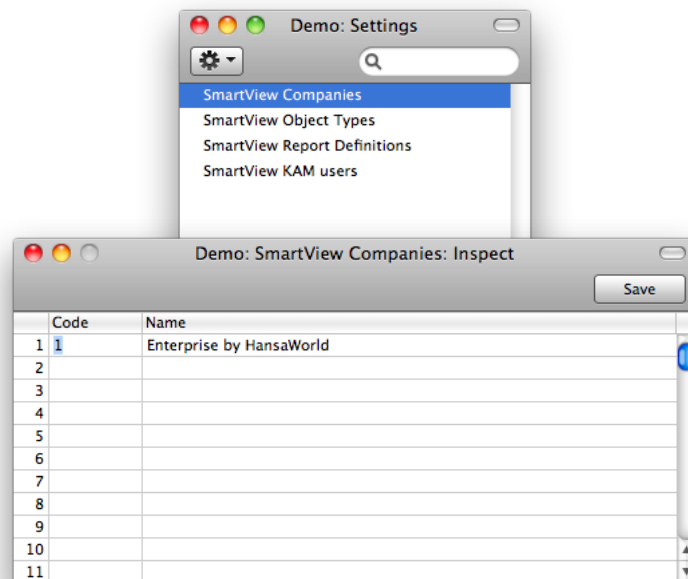 Demo: Settings
SmartView Companies
SmartView Object Types
SmartView Report Definitions
SmartView KAM users
Demo: SmartView Companies: Inspect
Save
Code Name
1 1 Enterprise by HansaWorld
2
3
4
5
6
7
8
9
10
11